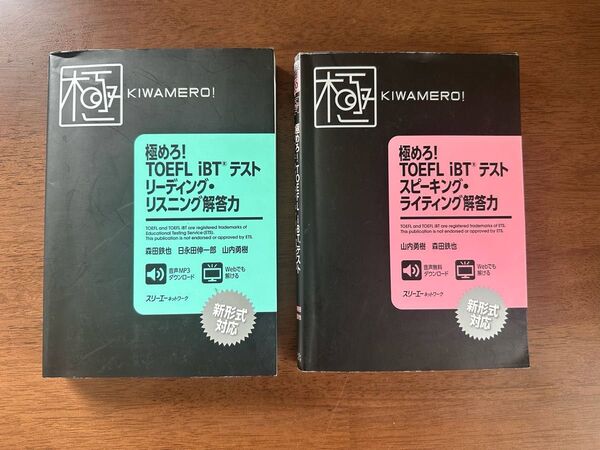 極
KIWAMERO!
極めろ!
TOEFL iBT®テスト
リーディング・
リスニング解答力
TOEFL and TOEFL iBT are registered trademarks of
Educational Testing Service (ETS).
This publication is not endorsed or approved by ETS.
森田鉄也 日永田伸一郎 山内勇樹
音声MP3
ダウンロード
Webでも
解ける
スリーエーネットワーク
新形式
対応
極めろ! TOEFL iBT®テスト
極
KIWAMERO!
極めろ!
TOEFL iBT®テスト
スピーキング・
ライティング解答力
TOEFL and TOEFL iBT are registered trademarks of
Educational Testing Service (ETS).
This publication is not endorsed or approved by ETS.
山内勇樹 森田鉄也
音声無料
ダウンロード
Webでも
解ける
スリーエーネットワーク
新形式
対応